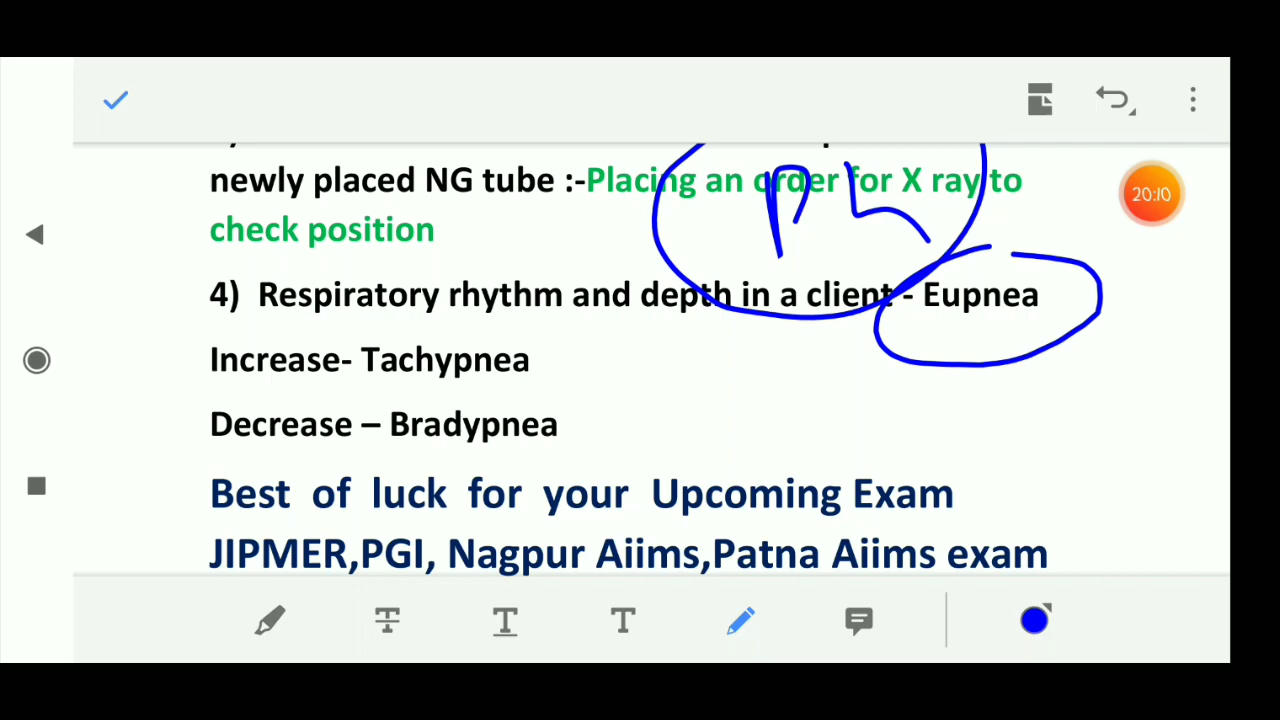 newly placed NG tube :-Placing an order for X ray to
check position
20:10
4) Respiratory rhythm and depth in a client - Eupnea
Increase- Tachypnea
Decrease – Bradypnea
Best of luck for your Upcoming Exam
JIPMER,PGI, Nagpur Aiims,Patna Aiims exam